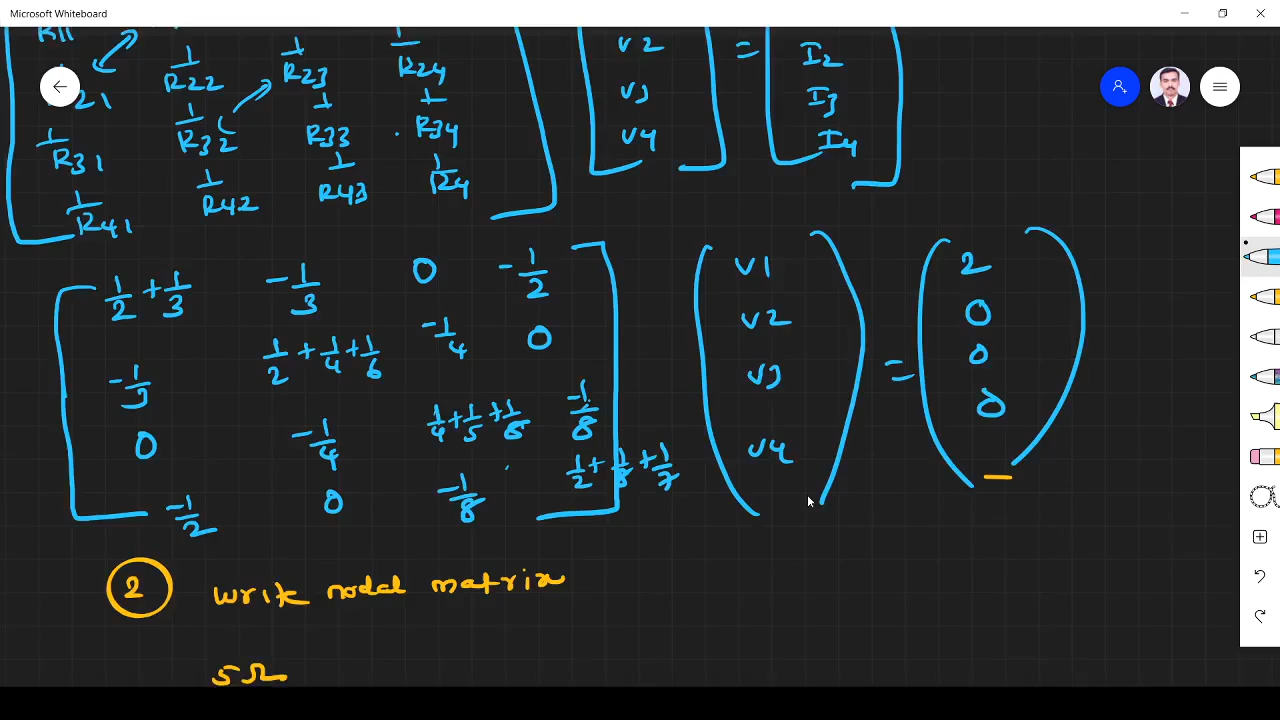 Microsoft Whiteboard
R11
1/R22 1/R23 1/R24
21
1/R31 1/R32 1/R33 1/R34
1/R41 1/R42 1/R43 1/R4
v2
v3
v4
=
I2
I3
I4
1/2 + 1/3 -1/3 0 -1/2
-1/3 1/2 + 1/4 + 1/6 -1/4 0
0 -1/4 1/4 + 1/5 + 1/8 -1/8
-1/2 0 -1/8 1/2 + 1/8 + 1/7
v1
v2
v3
v4
=
2
0
0
0
2 write nodal matrix
5Ω